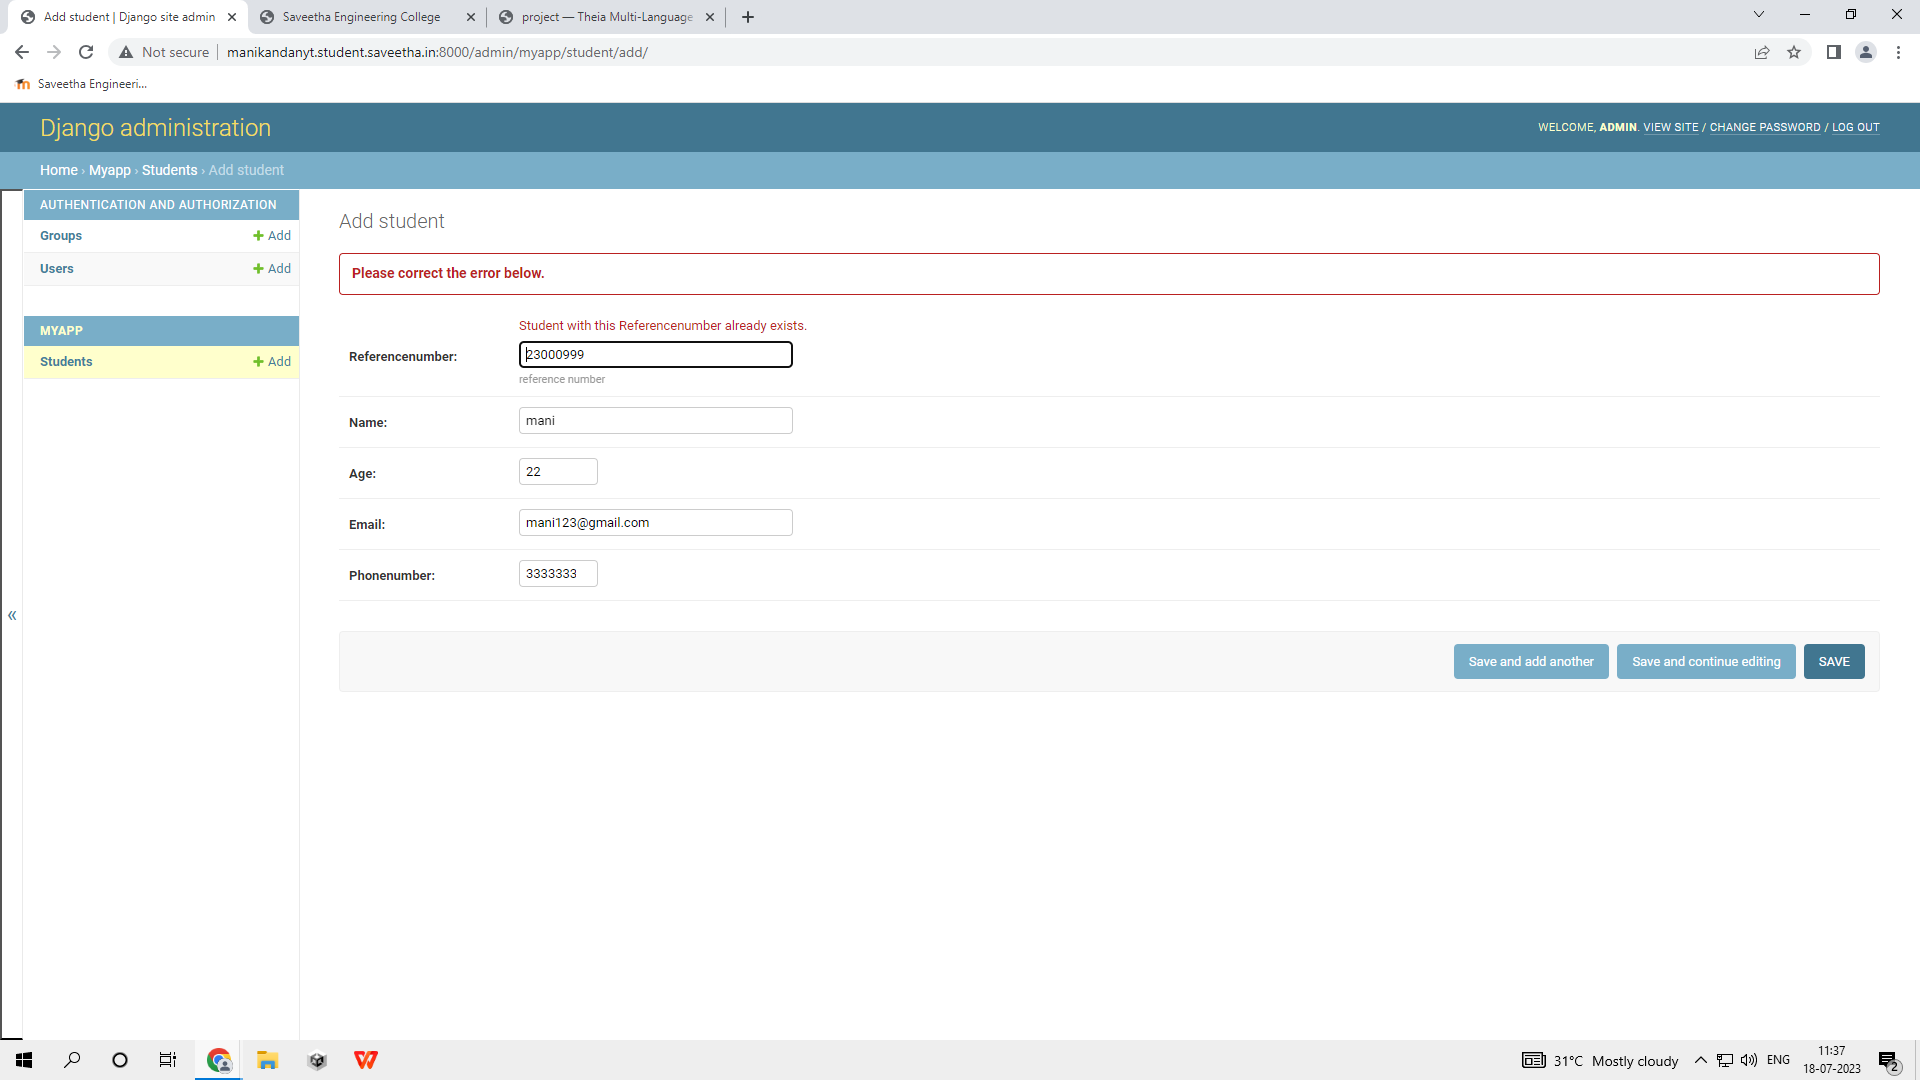 Add student | Django site admin
Saveetha Engineering College
project — Theia Multi-Language
Not secure
manikandanyt.student.saveetha.in:8000/admin/myapp/student/add/
Saveetha Engineeri...
Django administration
WELCOME, ADMIN. VIEW SITE / CHANGE PASSWORD / LOG OUT
Home › Myapp › Students › Add student
AUTHENTICATION AND AUTHORIZATION
Groups
+ Add
Users
+ Add
MYAPP
Students
+ Add
«
Add student
Please correct the error below.
Student with this Referencenumber already exists.
Referencenumber:
23000999
reference number
Name:
mani
Age:
22
Email:
mani123@gmail.com
Phonenumber:
3333333
Save and add another
Save and continue editing
SAVE
31°C Mostly cloudy
ENG
11:37
18-07-2023
2